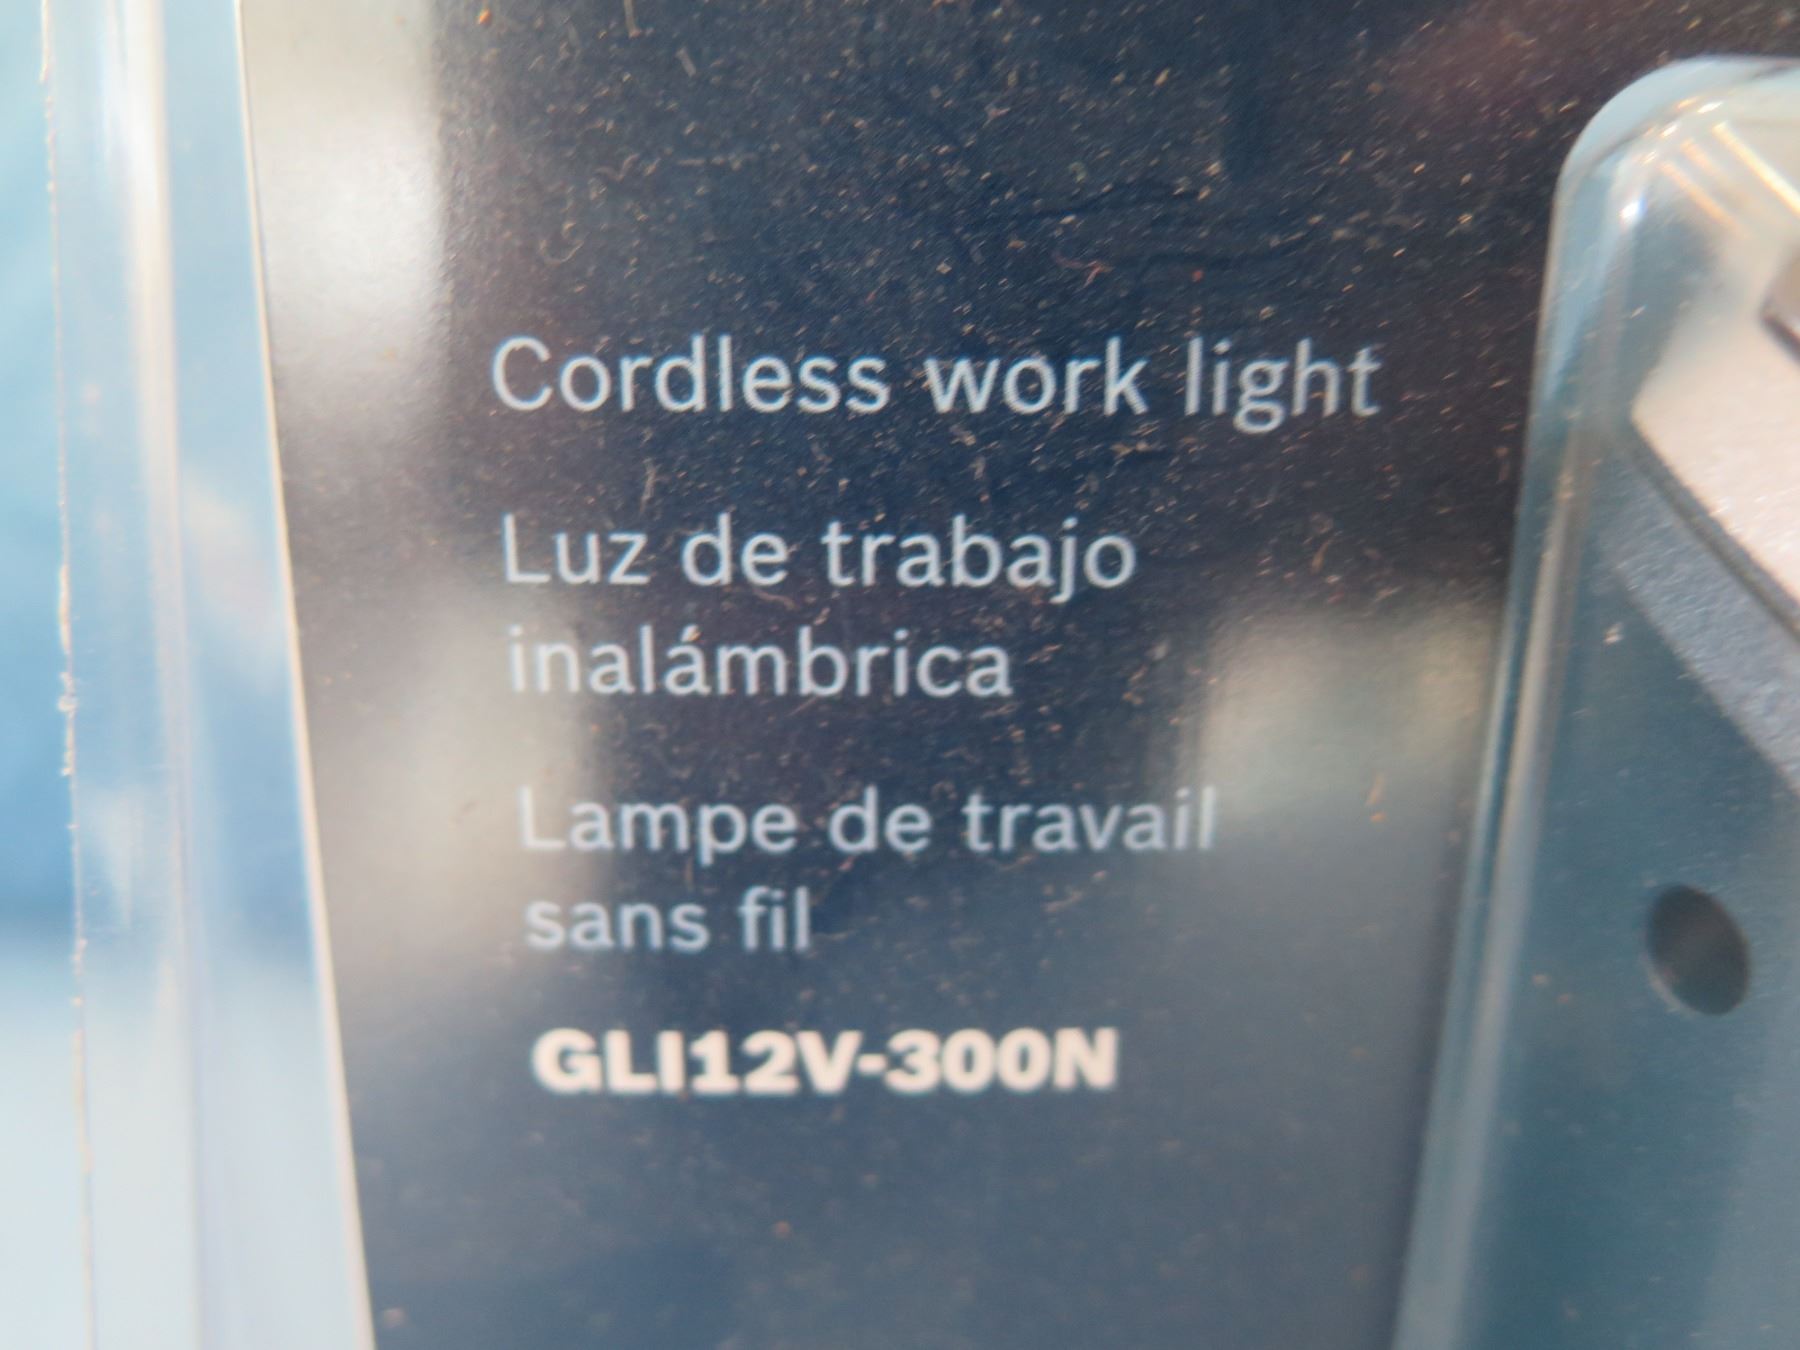 Cordless work light
Luz de trabajo
inalámbrica
Lampe de travail
sans fil
GLI12V-300N